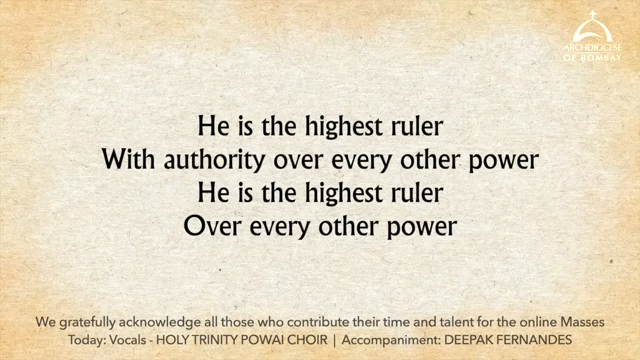 ARCHDIOCESE
OF BOMBAY
He is the highest ruler
With authority over every other power
He is the highest ruler
Over every other power
We gratefully acknowledge all those who contribute their time and talent for the online Masses
Today: Vocals - HOLY TRINITY POWAI CHOIR | Accompaniment: DEEPAK FERNANDES